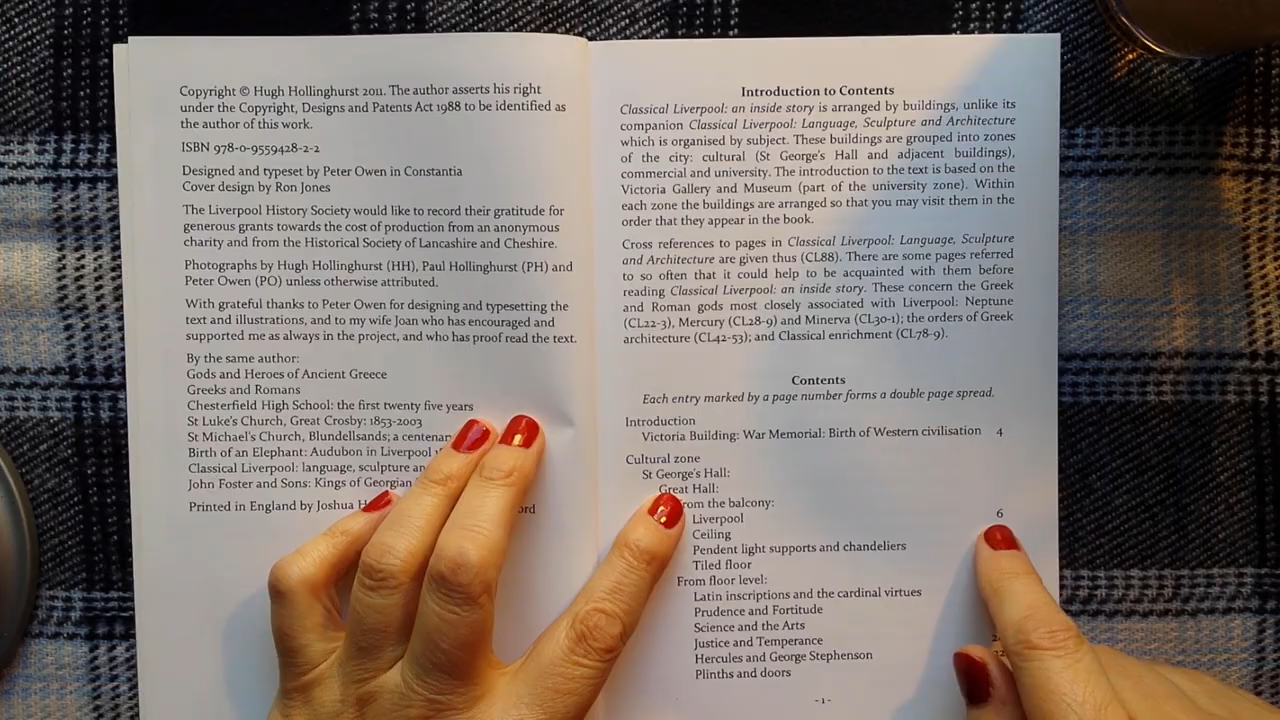 Copyright © Hugh Hollinghurst 2011. The author asserts his right
under the Copyright, Designs and Patents Act 1988 to be identified as
the author of this work.
ISBN 978-0-9559428-2-2
Designed and typeset by Peter Owen in Constantia
Cover design by Ron Jones
The Liverpool History Society would like to record their gratitude for
generous grants towards the cost of production from an anonymous
charity and from the Historical Society of Lancashire and Cheshire.
Photographs by Hugh Hollinghurst (HH), Paul Hollinghurst (PH) and
Peter Owen (PO) unless otherwise attributed.
With grateful thanks to Peter Owen for designing and typesetting the
text and illustrations, and to my wife Joan who has encouraged and
supported me as always in the project, and who has proof read the text.
By the same author:
Gods and Heroes of Ancient Greece
Greeks and Romans
Chesterfield High School: the first twenty five years
St Luke's Church, Great Crosby: 1853-2003
St Michael's Church, Blundellsands; a
Birth of an Elephant: Audubon in Liverpool
Classical Liverpool: language, sculpture
John Foster and Sons: Kings of Georgian
Printed in England by Joshua
Introduction to Contents
Classical Liverpool: an inside story is arranged by buildings, unlike its
companion Classical Liverpool: Language, Sculpture and Architecture
which is organised by subject. These buildings are grouped into zones
of the city: cultural (St George's Hall and adjacent buildings),
commercial and university. The introduction to the text is based on the
Victoria Gallery and Museum (part of the university zone). Within
each zone the buildings are arranged so that you may visit them in the
order that they appear in the book.
Cross references to pages in Classical Liverpool: Language, Sculpture
and Architecture are given thus (CL88). There are some pages referred
to so often that it could help to be acquainted with them before
reading Classical Liverpool: an inside story. These concern the Greek
and Roman gods most closely associated with Liverpool: Neptune
(CL22-3), Mercury (CL28-9) and Minerva (CL30-1); the orders of Greek
architecture (CL42-53); and Classical enrichment (CL78-9).
Contents
Each entry marked by a page number forms a double page spread.
Introduction
Victoria Building: War Memorial: Birth of Western civilisation 4
Cultural zone
St George's Hall:
Great Hall:
from the balcony:
Liverpool 6
Ceiling
Pendent light supports and chandeliers
Tiled floor
From floor level:
Latin inscriptions and the cardinal virtues
Prudence and Fortitude
Science and the Arts
Justice and Temperance
Hercules and George Stephenson
Plinths and doors
-1-